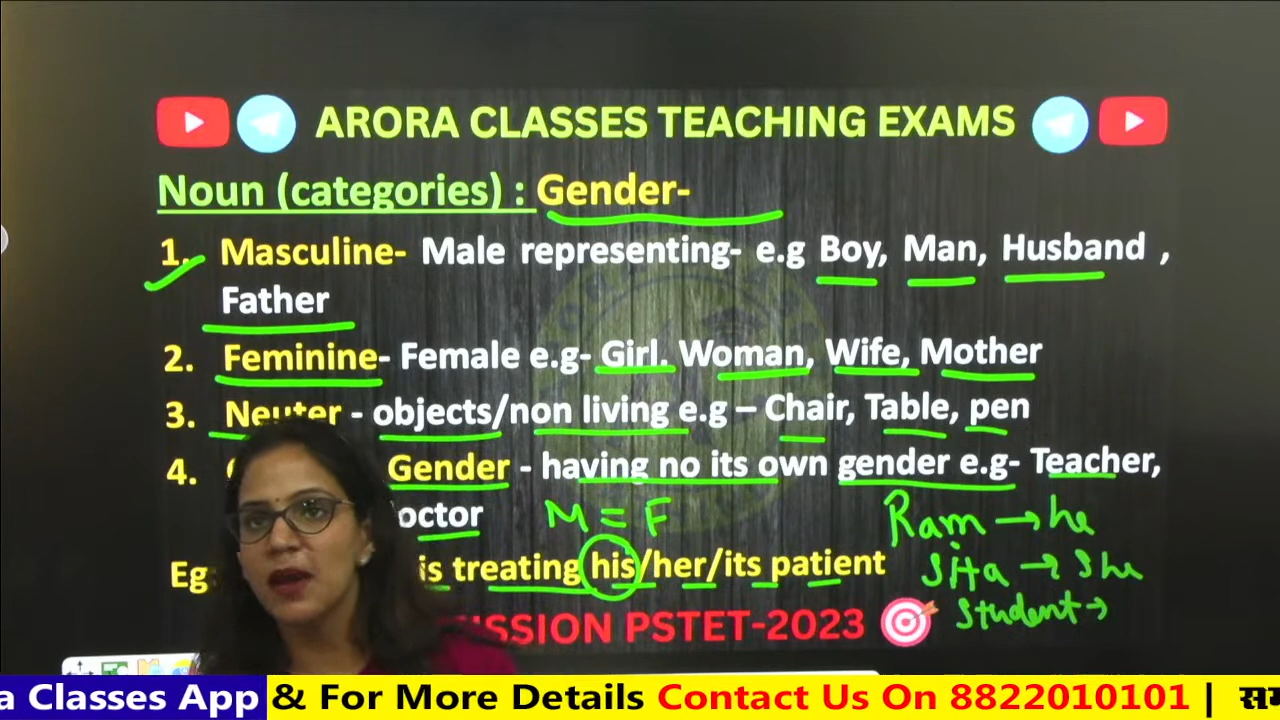 ARORA CLASSES TEACHING EXAMS
Noun (categories) : Gender-
1. Masculine- Male representing- e.g Boy, Man, Husband ,
Father
2. Feminine- Female e.g- Girl. Woman, Wife, Mother
3. Neuter - objects/non living e.g – Chair, Table, pen
4. Gender - having no its own gender e.g- Teacher,
octor
M = F
Ram → he
Eg is treating his/her/its patient
Sita → She
Student →
SSION PSTET-2023
a Classes App & For More Details Contact Us On 8822010101 |